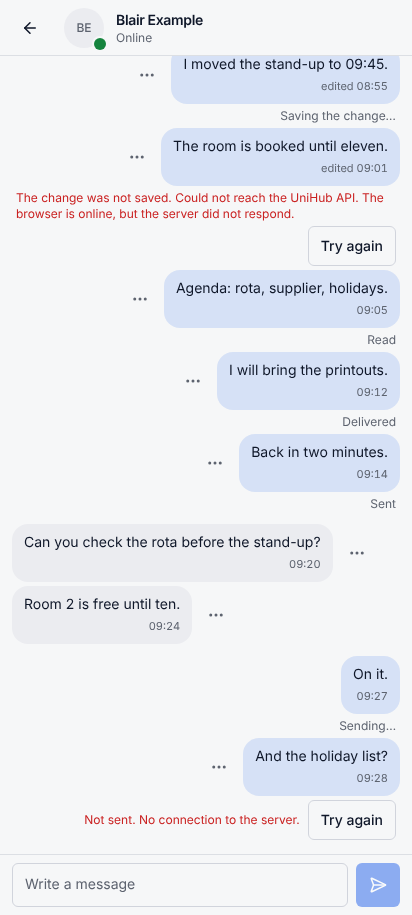 BE
Blair Example
Online
I moved the stand-up to 09:45.
edited 08:55
Saving the change...
The room is booked until eleven.
edited 09:01
The change was not saved. Could not reach the UniHub API. The
browser is online, but the server did not respond.
Try again
Agenda: rota, supplier, holidays.
09:05
Read
I will bring the printouts.
09:12
Delivered
Back in two minutes.
09:14
Sent
Can you check the rota before the stand-up?
09:20
Room 2 is free until ten.
09:24
On it.
09:27
Sending...
And the holiday list?
09:28
Not sent. No connection to the server.
Try again
Write a message